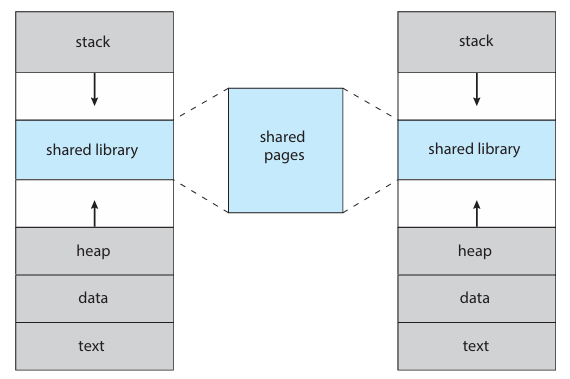 stack
shared library
heap
data
text
shared
pages
stack
shared library
heap
data
text